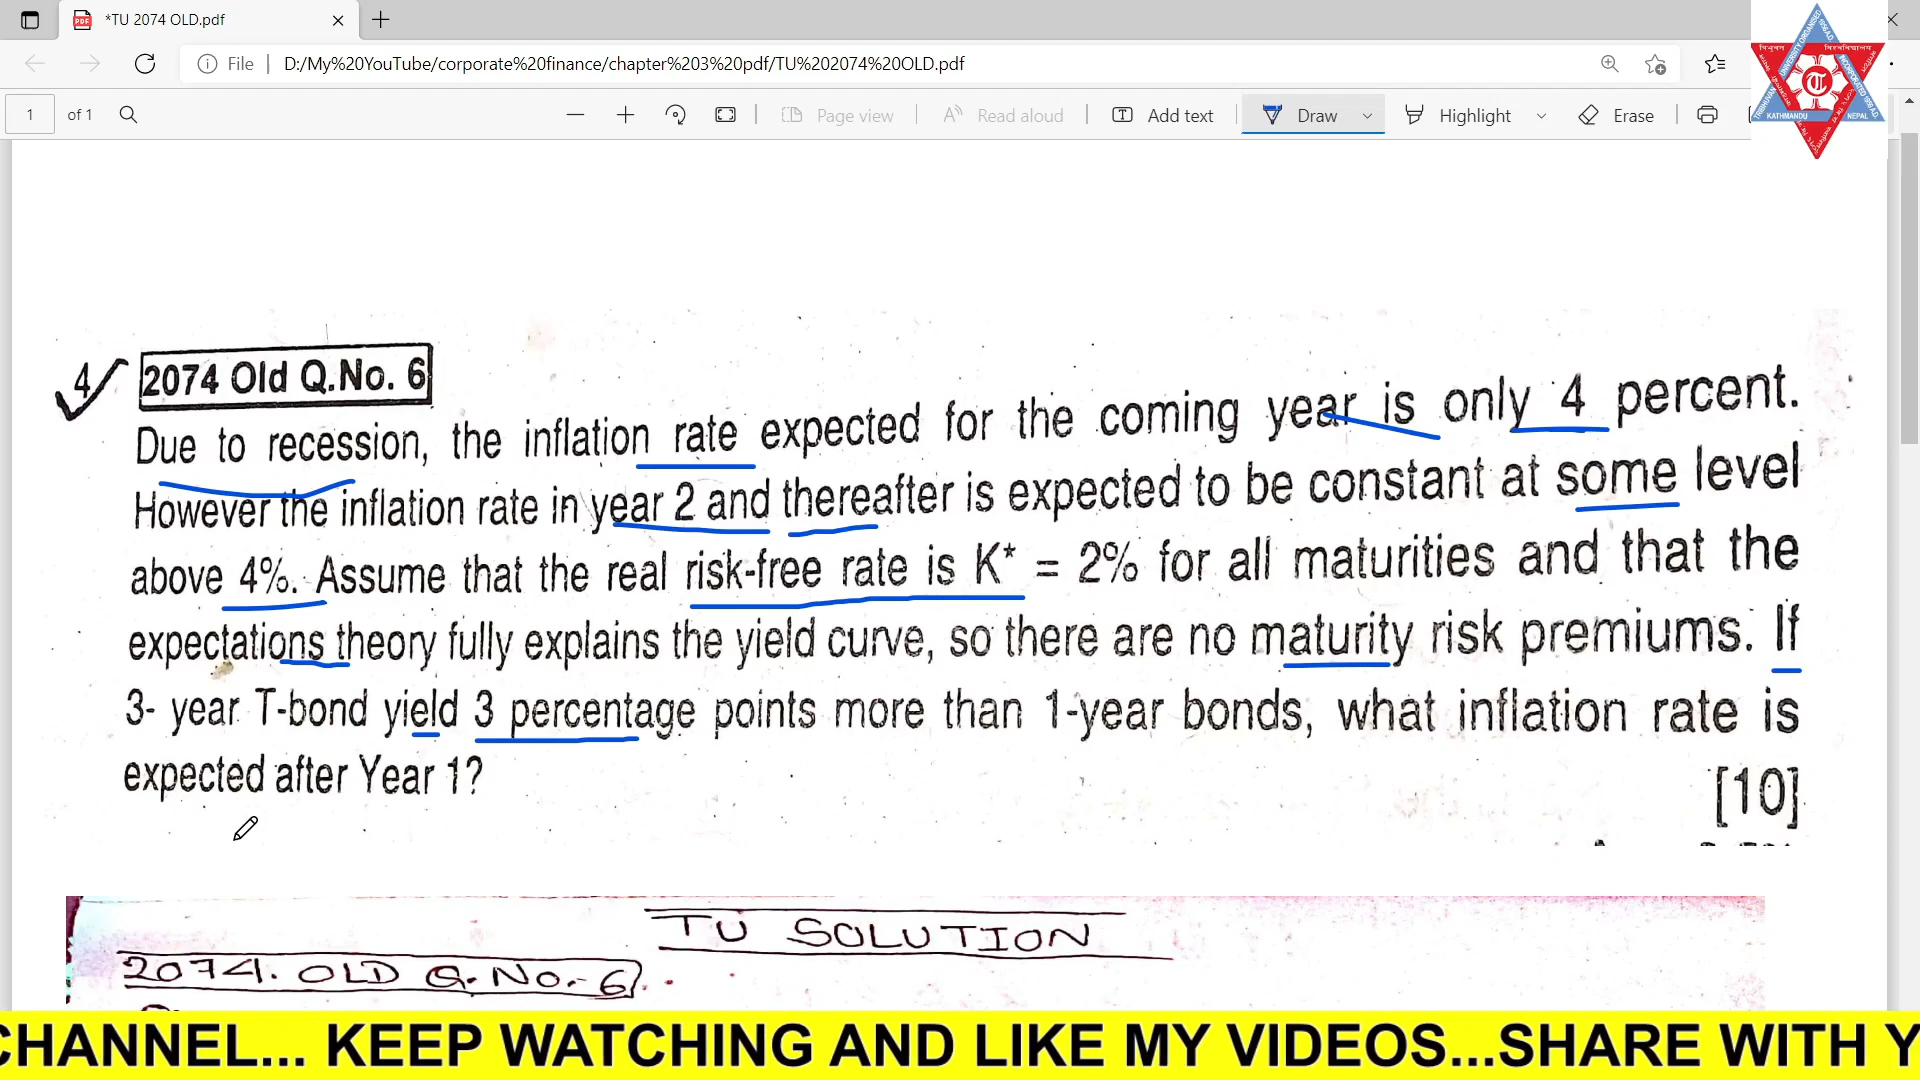 *TU 2074 OLD.pdf
File D:/My%20YouTube/corporate%20finance/chapter%203%20pdf/TU%202074%20OLD.pdf
1 of 1 Page view Read aloud Add text Draw Highlight Erase
KATHMANDU NEPAL
4 2074 Old Q.No. 6
Due to recession, the inflation rate expected for the coming year is only 4 percent.
However the inflation rate in year 2 and thereafter is expected to be constant at some level
above 4%. Assume that the real risk-free rate is K* = 2% for all maturities and that the
expectations theory fully explains the yield curve, so there are no maturity risk premiums. If
3- year T-bond yield 3 percentage points more than 1-year bonds, what inflation rate is
expected after Year 1?
[10]
TU SOLUTION
2074. OLD Q. No.- 6
CHANNEL... KEEP WATCHING AND LIKE MY VIDEOS...SHARE WITH Y